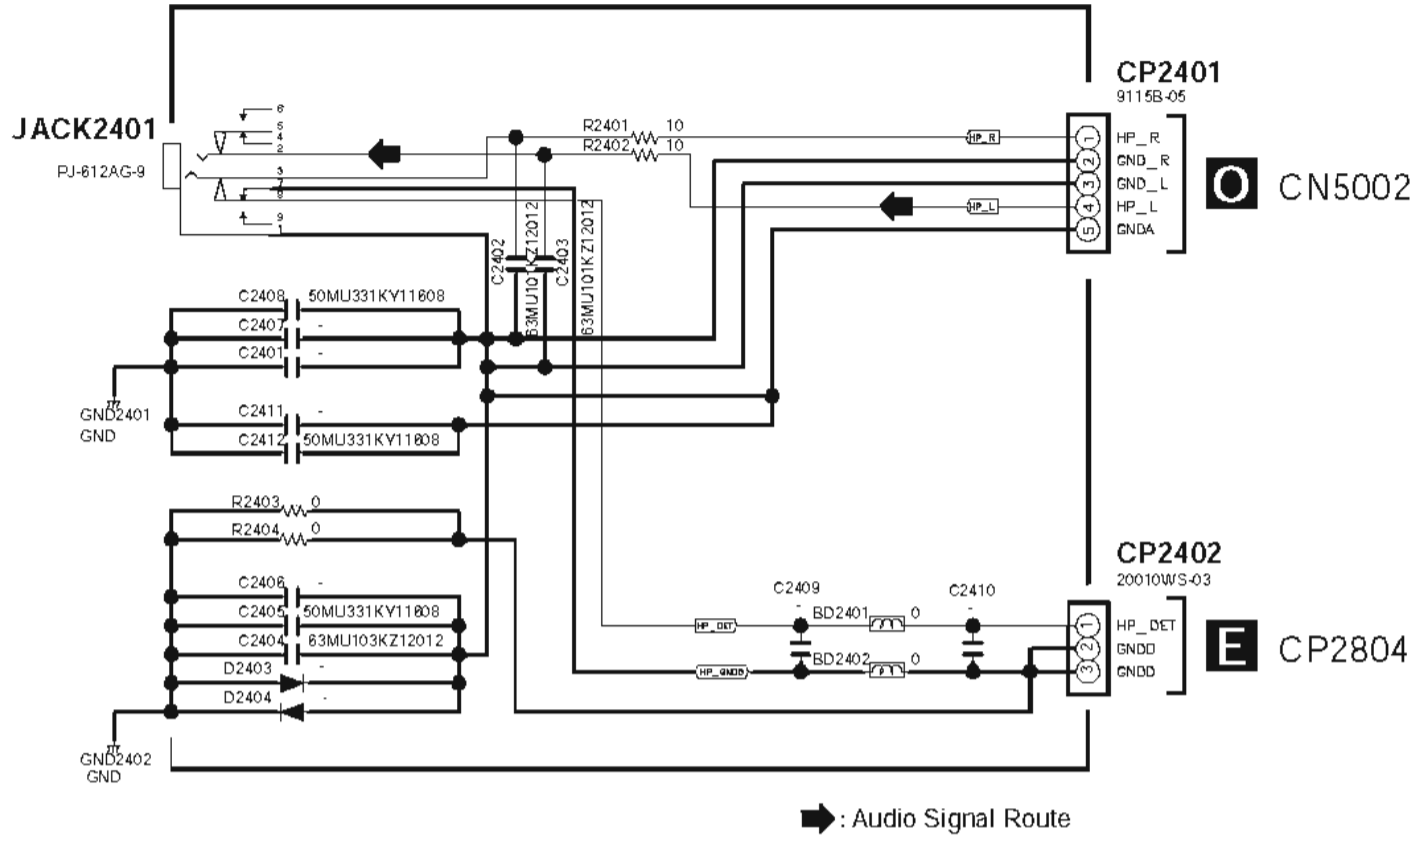 CP2401
9115B-05
JACK2401
PJ-612AG-9
6
5
4
2
3
7
8
9
1
R2401 10
R2402 10
HP_R
HP_L
1 HP_R
2 GND_R
3 GND_L
4 HP_L
5 GNDA
O CN5002
C2402
63MU101KZ12012
C2403
63MU101KZ12012
C2408 50MU331KY11608
C2407 -
C2401 -
GND2401
GND
C2411 -
C2412 50MU331KY11608
R2403 0
R2404 0
C2406 -
C2405 50MU331KY11608
C2404 63MU103KZ12012
D2403 -
D2404 -
GND2402
GND
CP2402
20010WS-03
C2409
-
C2410
-
BD2401 0
BD2402 0
HP_DET
HP_GNDD
1 HP_DET
2 GNDD
3 GNDD
E CP2804
: Audio Signal Route